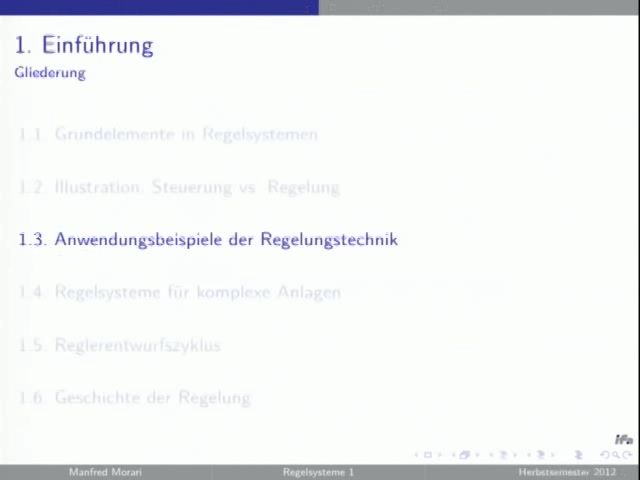 1. Einführung
Gliederung
1.1. Grundelemente in Regelsystemen
1.2. Illustration: Steuerung vs. Regelung
1.3. Anwendungsbeispiele der Regelungstechnik
1.4. Regelsysteme für komplexe Anlagen
1.5. Reglerentwurfszyklus
1.6. Geschichte der Regelung
ifa
Manfred Morari Regelsysteme 1 Herbstsemester 2012